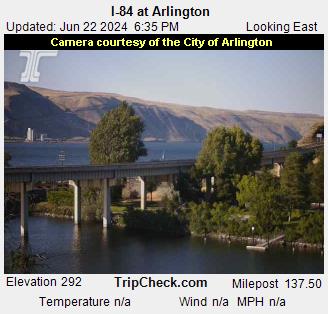 I-84 at Arlington
Updated: Jun 22 2024 6:35 PM Looking East
Camera courtesy of the City of Arlington
Elevation 292 TripCheck.com Milepost 137.50
Temperature n/a Wind n/a MPH n/a